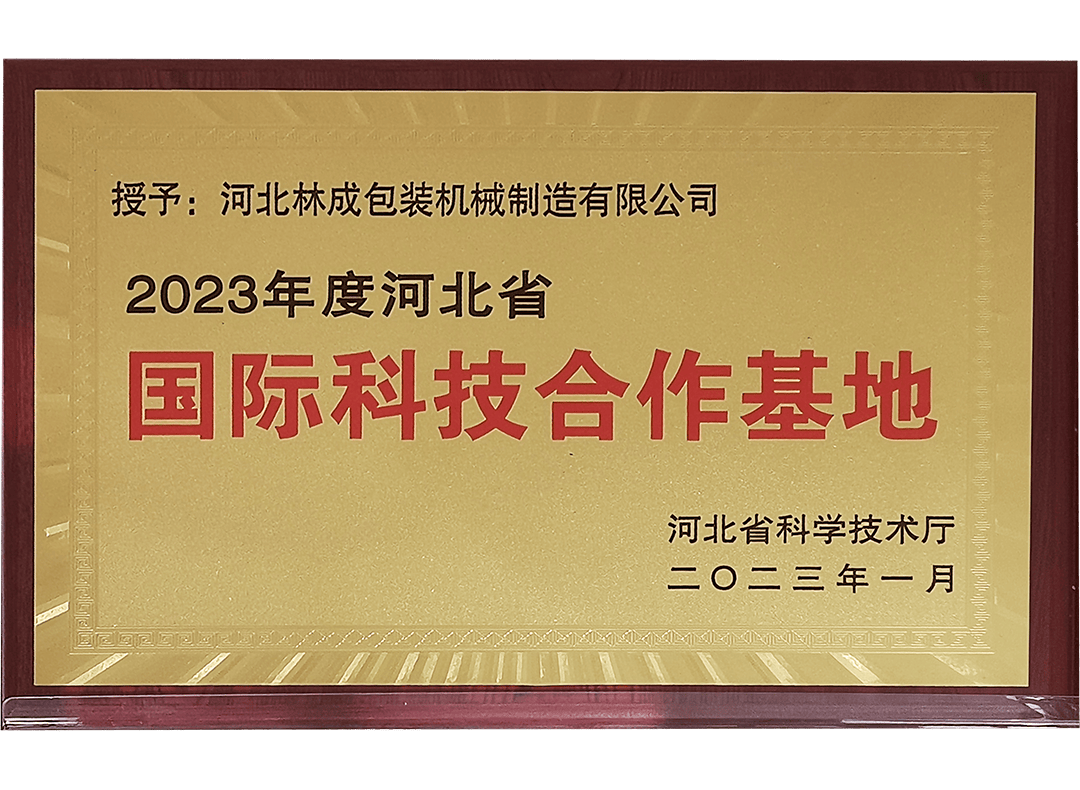 授予：河北林成包装机械制造有限公司
2023年度河北省
国际科技合作基地
河北省科学技术厅
二〇二三年一月